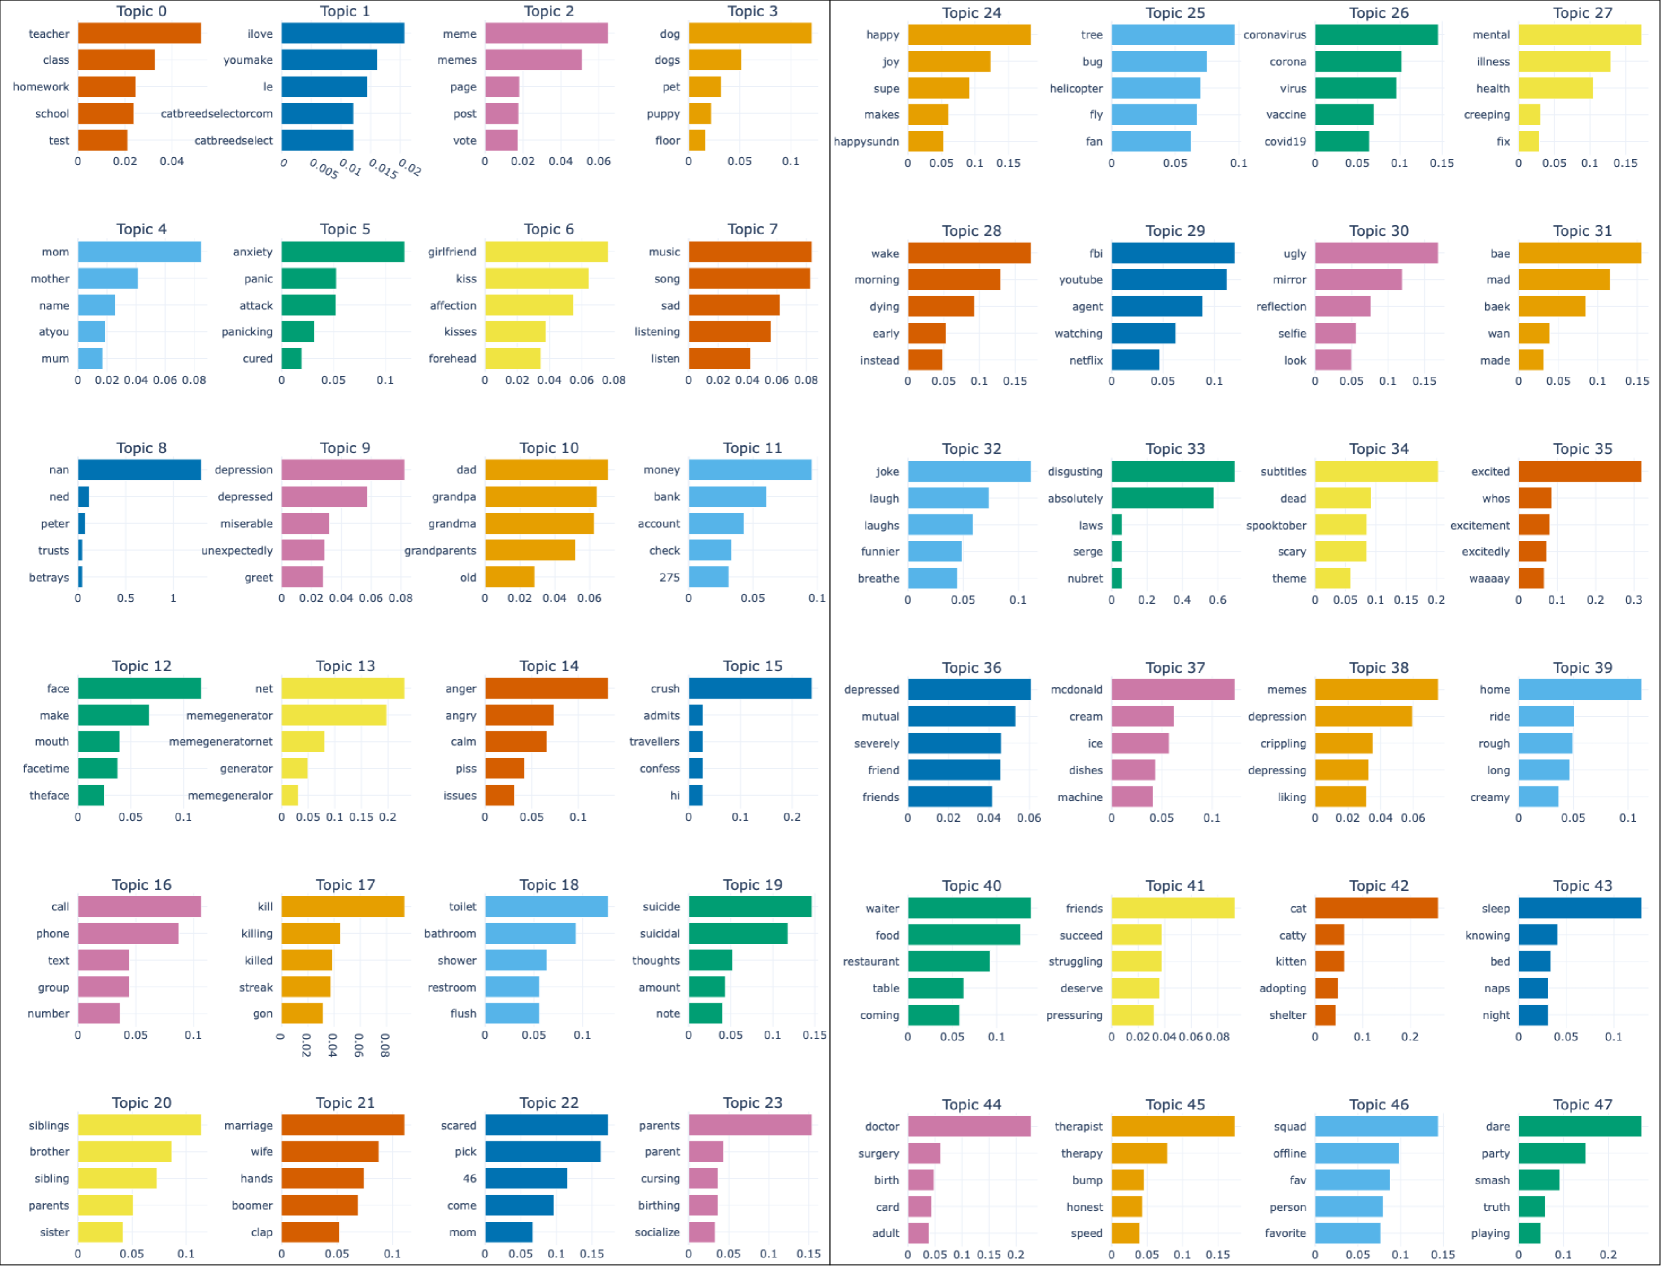 Topic 0
teacher
class
homework
school
test
0 0.02 0.04
Topic 1
ilove
youmake
le
catbreedselectorcom
catbreedselect
0 0.005 0.01 0.015 0.02
Topic 2
meme
memes
page
post
vote
0 0.02 0.04 0.06
Topic 3
dog
dogs
pet
puppy
floor
0 0.05 0.1
Topic 4
mom
mother
name
atyou
mum
0 0.02 0.04 0.06 0.08
Topic 5
anxiety
panic
attack
panicking
cured
0 0.05 0.1
Topic 6
girlfriend
kiss
affection
kisses
forehead
0 0.02 0.04 0.06 0.08
Topic 7
music
song
sad
listening
listen
0 0.02 0.04 0.06 0.08
Topic 8
nan
ned
peter
trusts
betrays
0 0.5 1
Topic 9
depression
depressed
miserable
unexpectedly
greet
0 0.02 0.04 0.06 0.08
Topic 10
dad
grandpa
grandma
grandparents
old
0 0.02 0.04 0.06
Topic 11
money
bank
account
check
275
0 0.05 0.1
Topic 12
face
make
mouth
facetime
theface
0 0.05 0.1
Topic 13
net
memegenerator
memegeneratornet
generator
memegeneralor
0 0.05 0.1 0.15 0.2
Topic 14
anger
angry
calm
piss
issues
0 0.05 0.1
Topic 15
crush
admits
travellers
confess
hi
0 0.1 0.2
Topic 16
call
phone
text
group
number
0 0.05 0.1
Topic 17
kill
killing
killed
streak
gon
0 0.02 0.04 0.06 0.08
Topic 18
toilet
bathroom
shower
restroom
flush
0 0.05 0.1
Topic 19
suicide
suicidal
thoughts
amount
note
0 0.05 0.1 0.15
Topic 20
siblings
brother
sibling
parents
sister
0 0.05 0.1
Topic 21
marriage
wife
hands
boomer
clap
0 0.05 0.1
Topic 22
scared
pick
46
come
mom
0 0.05 0.1 0.15
Topic 23
parents
parent
cursing
birthing
socialize
0 0.05 0.1 0.15
Topic 24
happy
joy
supe
makes
happysundn
0 0.05 0.1 0.15
Topic 25
tree
bug
helicopter
fly
fan
0 0.05 0.1
Topic 26
coronavirus
corona
virus
vaccine
covid19
0 0.05 0.1 0.15
Topic 27
mental
illness
health
creeping
fix
0 0.05 0.1 0.15
Topic 28
wake
morning
dying
early
instead
0 0.05 0.1 0.15
Topic 29
fbi
youtube
agent
watching
netflix
0 0.05 0.1
Topic 30
ugly
mirror
reflection
selfie
look
0 0.05 0.1 0.15
Topic 31
bae
mad
baek
wan
made
0 0.05 0.1 0.15
Topic 32
joke
laugh
laughs
funnier
breathe
0 0.05 0.1
Topic 33
disgusting
absolutely
laws
serge
nubret
0 0.2 0.4 0.6
Topic 34
subtitles
dead
spooktober
scary
theme
0 0.05 0.1 0.15 0.2
Topic 35
excited
whos
excitement
excitedly
waaaay
0 0.1 0.2 0.3
Topic 36
depressed
mutual
severely
friend
friends
0 0.02 0.04 0.06
Topic 37
mcdonald
cream
ice
dishes
machine
0 0.05 0.1
Topic 38
memes
depression
crippling
depressing
liking
0 0.02 0.04 0.06
Topic 39
home
ride
rough
long
creamy
0 0.05 0.1
Topic 40
waiter
food
restaurant
table
coming
0 0.05 0.1
Topic 41
friends
succeed
struggling
deserve
pressuring
0 0.02 0.04 0.06 0.08
Topic 42
cat
catty
kitten
adopting
shelter
0 0.1 0.2
Topic 43
sleep
knowing
bed
naps
night
0 0.05 0.1
Topic 44
doctor
surgery
birth
card
adult
0 0.05 0.1 0.15 0.2
Topic 45
therapist
therapy
bump
honest
speed
0 0.05 0.1 0.15
Topic 46
squad
offline
fav
person
favorite
0 0.05 0.1 0.15
Topic 47
dare
party
smash
truth
playing
0 0.1 0.2